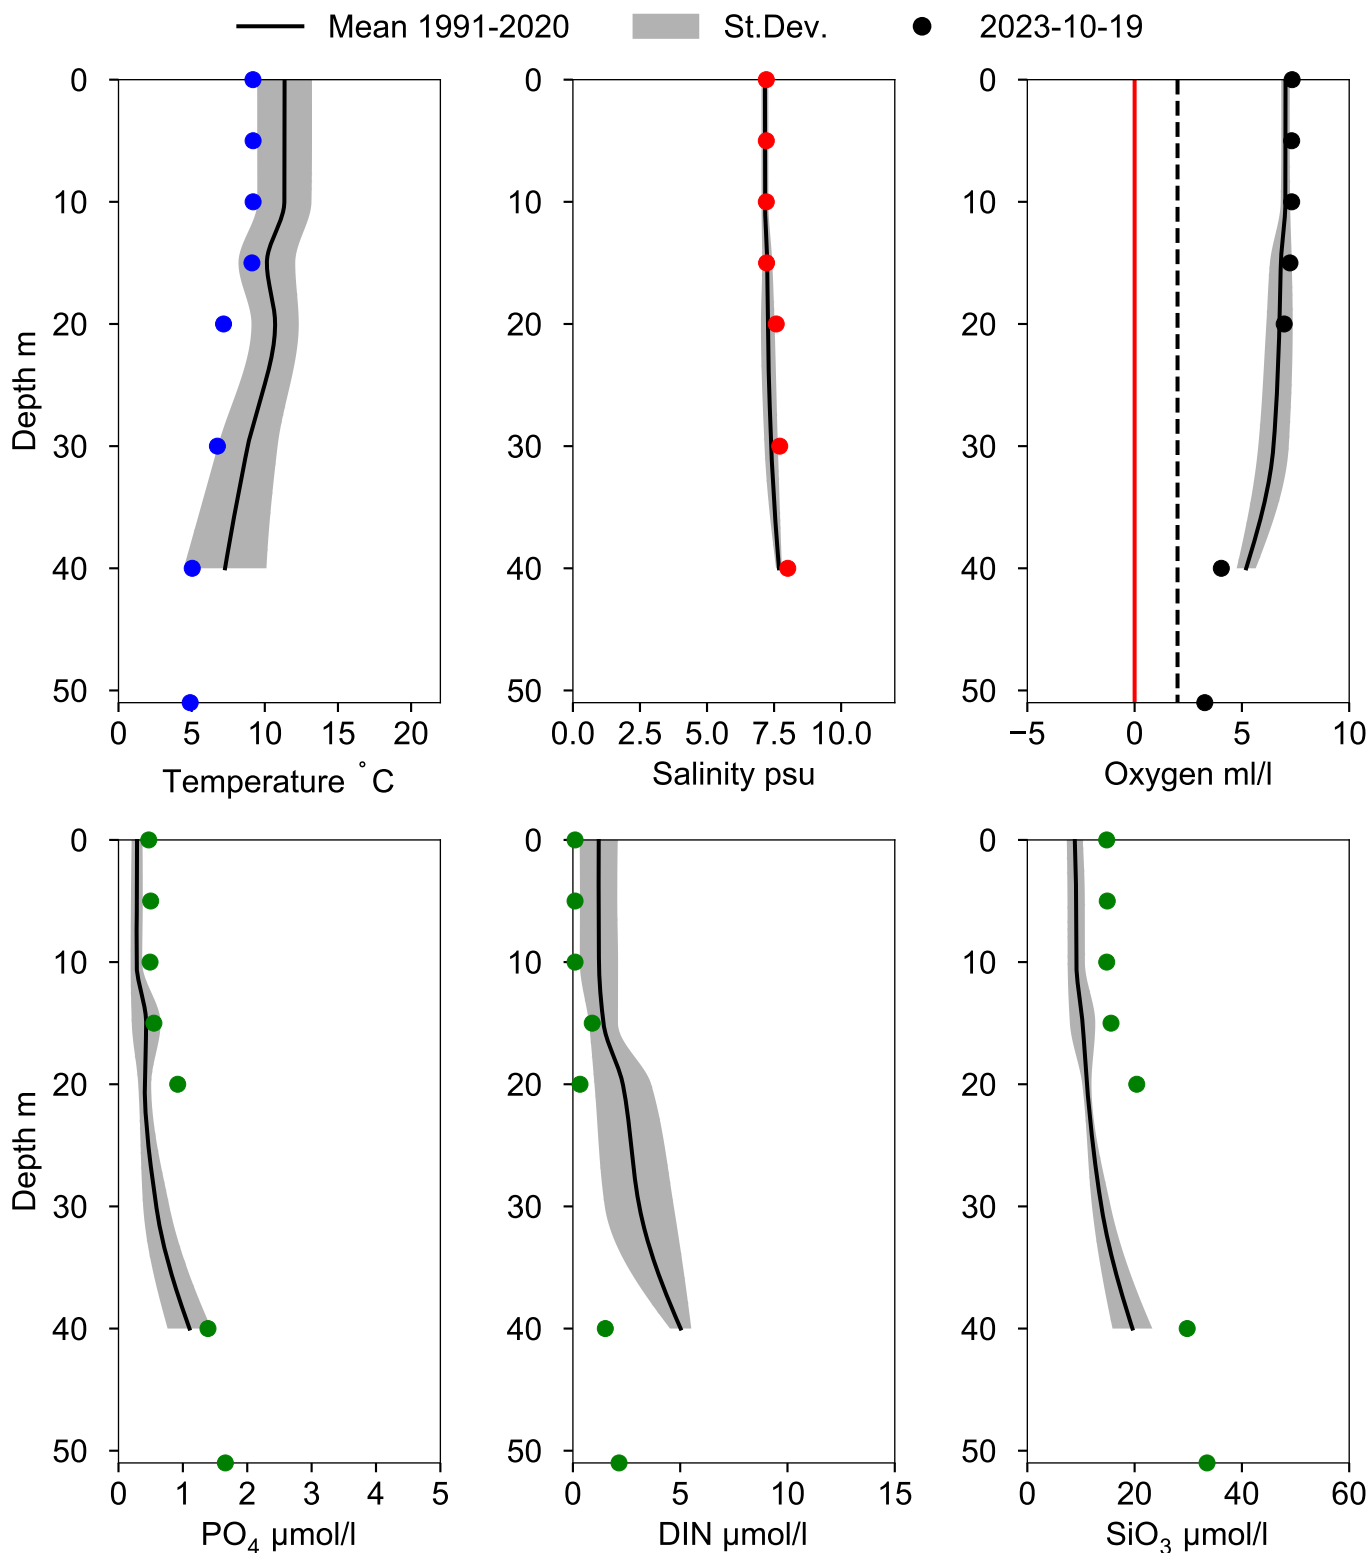 Mean 1991-2020 St.Dev. 2023-10-19
0 0 0
10 10 10
20 20 20
30 30 30
40 40 40
50 50 50
Depth m
0 5 10 15 20 0.0 2.5 5.0 7.5 10.0 −5 0 5 10
Temperature °C Salinity psu Oxygen ml/l
0 0 0
10 10 10
20 20 20
30 30 30
40 40 40
50 50 50
Depth m
0 1 2 3 4 5 0 5 10 15 0 20 40 60
PO₄ μmol/l DIN μmol/l SiO₃ μmol/l